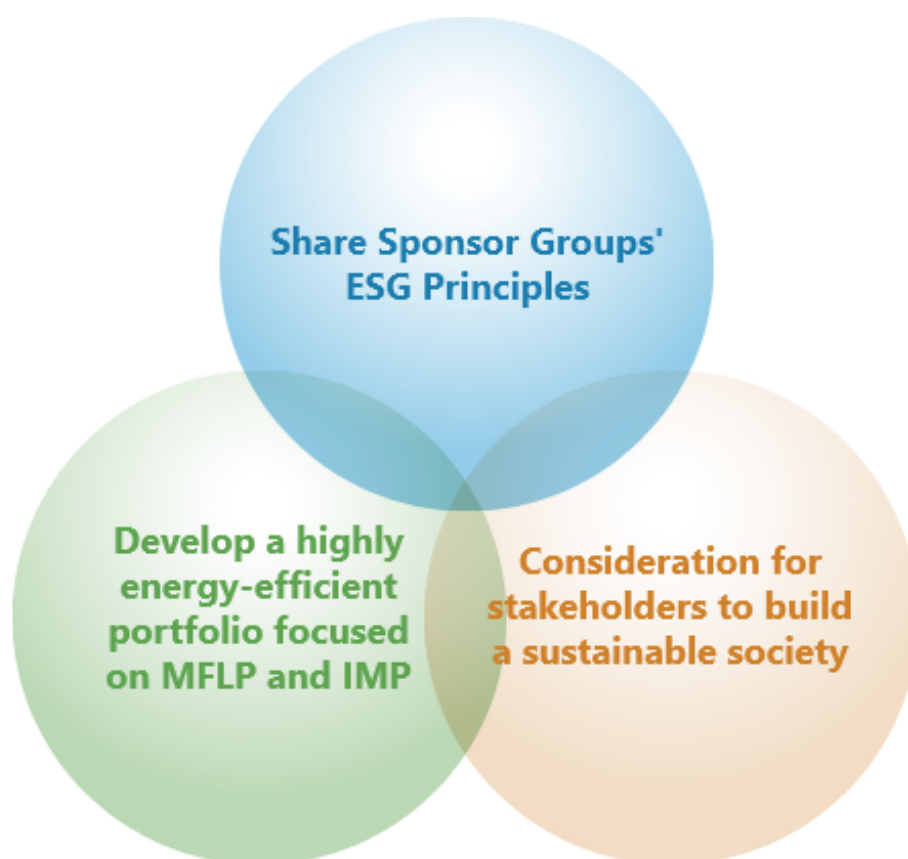 Share Sponsor Groups'
ESG Principles
Develop a highly
energy-efficient
portfolio focused
on MFLP and IMP
Consideration for
stakeholders to build
a sustainable society